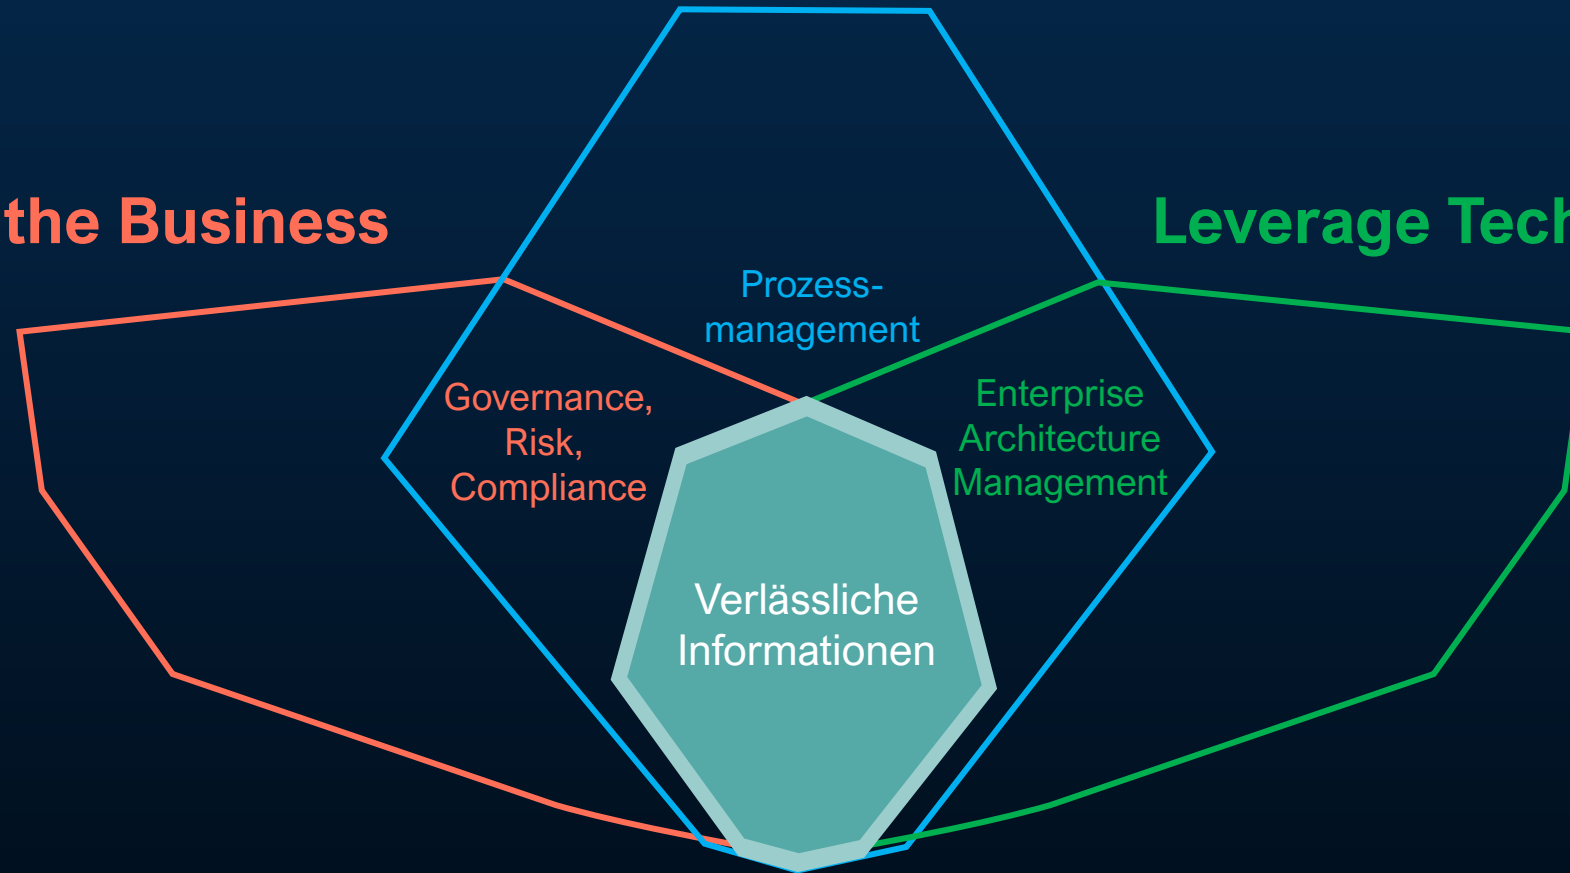 the Business
Leverage Tech
Prozess-
management
Governance,
Risk,
Compliance
Enterprise
Architecture
Management
Verlässliche
Informationen